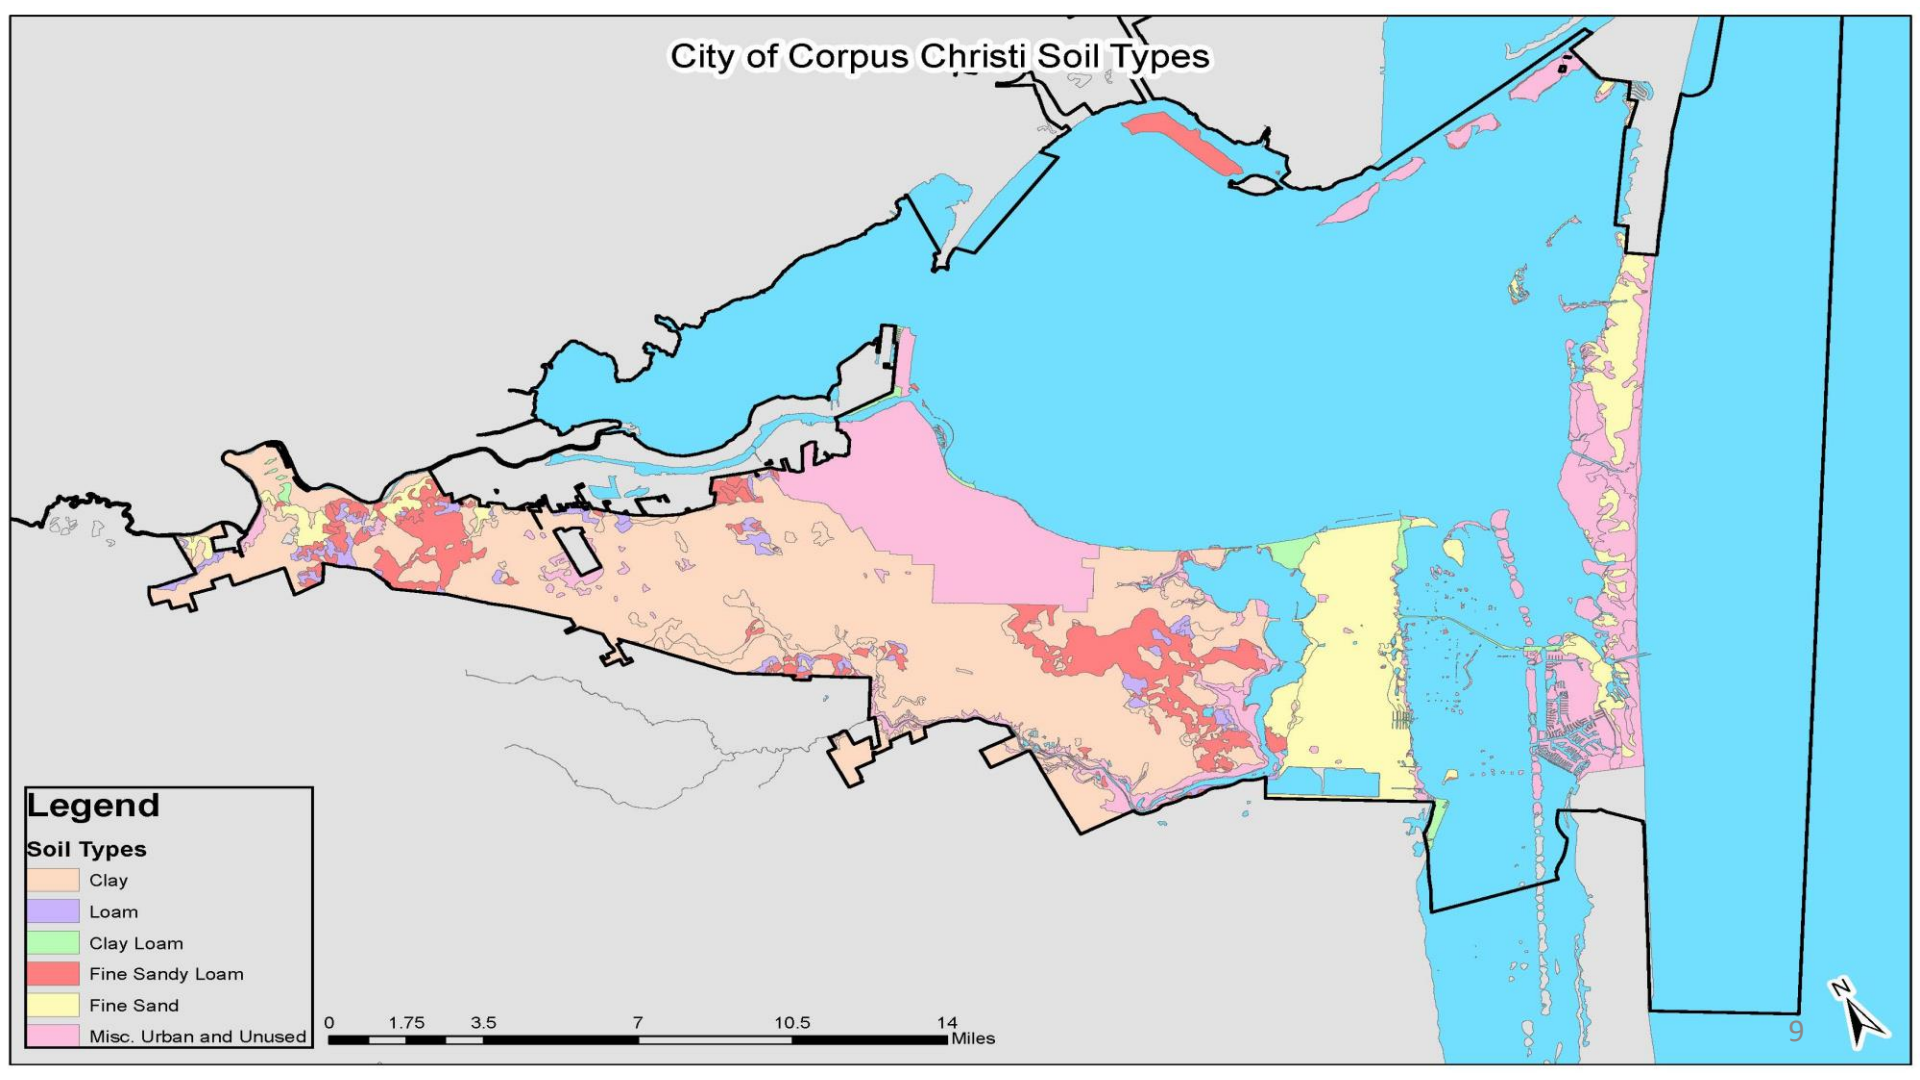 City of Corpus Christi Soil Types
Legend
Soil Types
Clay
Loam
Clay Loam
Fine Sandy Loam
Fine Sand
Misc. Urban and Unused
0 1.75 3.5 7 10.5 14
Miles
9
N